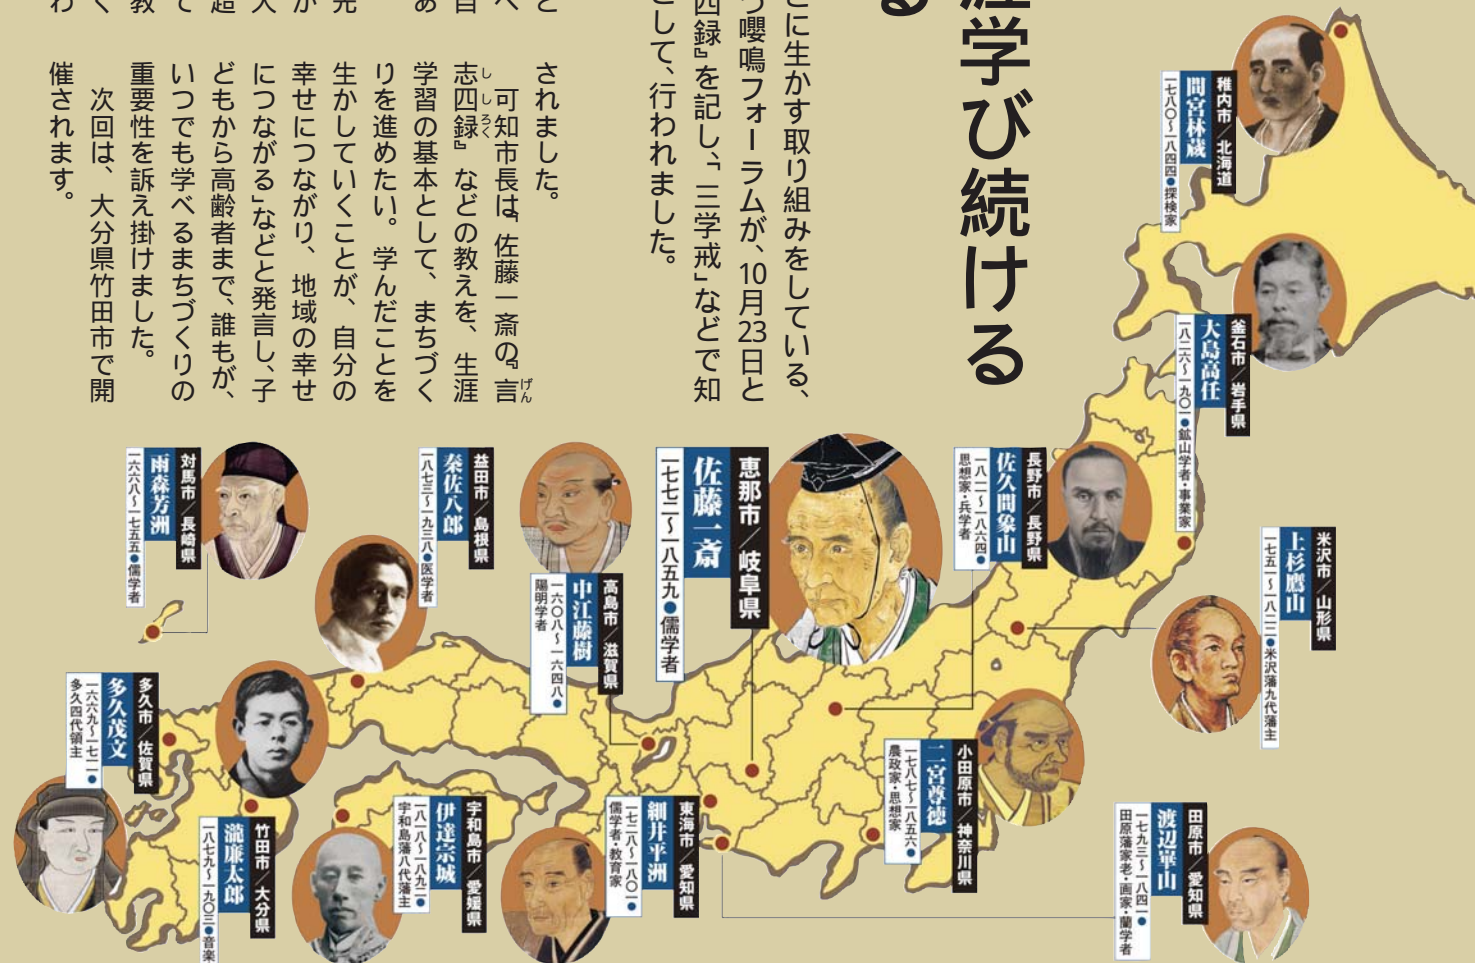 涯学び続ける
る
とに生かす取り組みをしている、
う嚶鳴フォーラムが、10月23日と
四録』を記し、「三学戒」などで知
として、行われました。
と
へ
自
あ
が
大
超
て
教
く
わ
されました。
可知市長は、佐藤一斎の『言
げん
志四録』などの教えを、生涯
ししろく
学習の基本として、まちづく
りを進めたい。学んだことを
生かしていくことが、自分の
幸せにつながり、地域の幸せ
につながる」などと発言し、子
どもから高齢者まで、誰もが、
いつでも学べるまちづくりの
重要性を訴え掛けました。
次回は、大分県竹田市で開
催されます。
稚内市／北海道
間宮林蔵
一七八〇〜一八四四●探検家
釜石市／岩手県
大島高任
一八二六〜一九〇一●鉱山学者・事業家
米沢市／山形県
上杉鷹山
一七五一〜一八二二●米沢藩九代藩主
長野市／長野県
佐久間象山
一八一一〜一八六四●
思想家・兵学者
恵那市／岐阜県
佐藤一斎
一七七二〜一八五九●儒学者
高島市／滋賀県
中江藤樹
一六〇八〜一六四八●
陽明学者
益田市／島根県
秦佐八郎
一八七三〜一九三八●医学者
対馬市／長崎県
雨森芳洲
一六六八〜一七五五●儒学者
田原市／愛知県
渡辺崋山
一七九三〜一八四一●
田原藩家老・画家・蘭学者
小田原市／神奈川県
二宮尊徳
一七八七〜一八五六●
農政家・思想家
東海市／愛知県
細井平洲
一七二八〜一八〇一●
儒学者・教育家
宇和島市／愛媛県
伊達宗城
一八一八〜一八九二●
宇和島藩八代藩主
竹田市／大分県
瀧廉太郎
一八七九〜一九〇三●音楽
多久市／佐賀県
多久茂文
一六六九〜一七一一●
多久四代領主